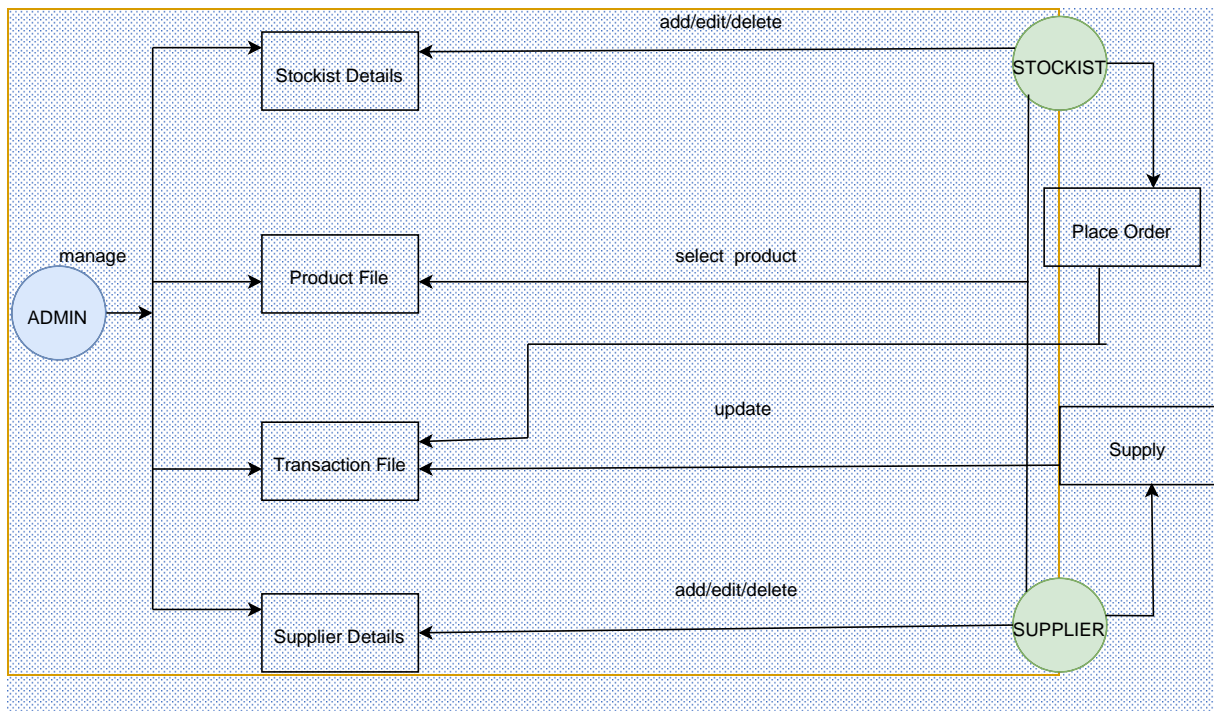 add/edit/delete
STOCKIST
Stockist Details
Place Order
manage
select  product
Product File
ADMIN
update
Supply
Transaction File
add/edit/delete
SUPPLIER
Supplier Details